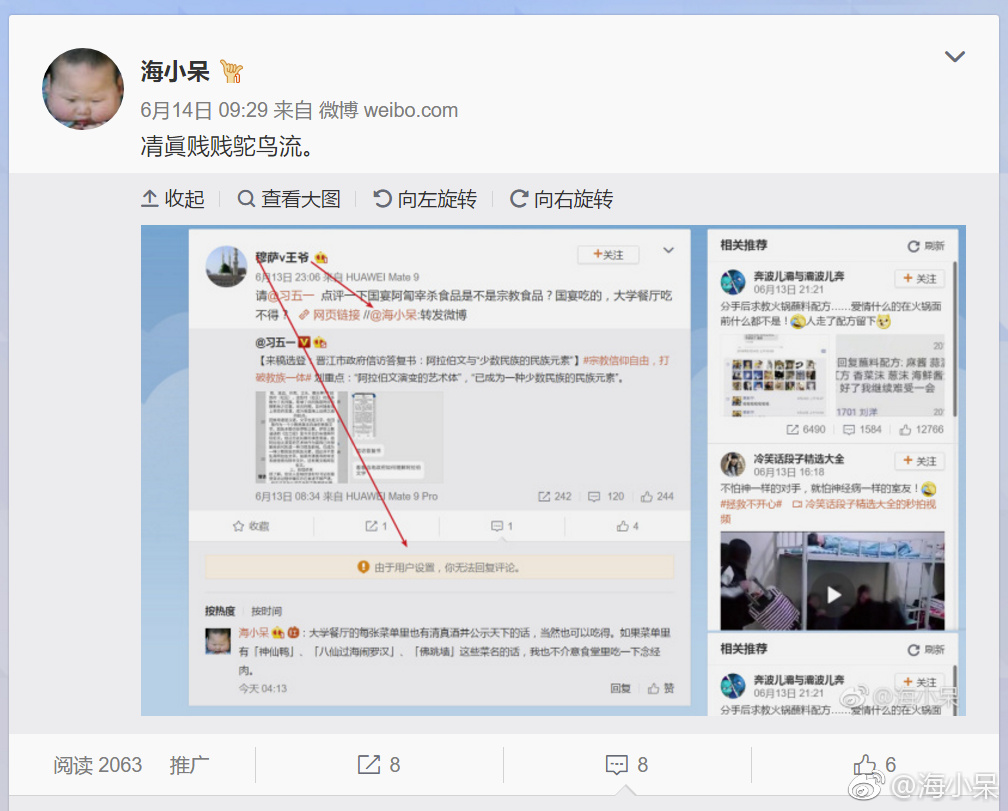 海小呆
6月14日 09:29 来自 微博 weibo.com
凊眞贱贱鸵鸟流。
收起
查看大图
向左旋转
向右旋转
穆萨v王爷
6月13日 23:06 来自 HUAWEI Mate 9
+关注
请@习五一 点评一下国宴阿訇宰杀食品是不是宗教食品？国宴吃的，大学餐厅吃
不得？ 网页链接 //@海小呆:转发微博
@习五一
【来稿选登：晋江市政府信访答复书：阿拉伯文与“少数民族的民族元素”】#宗教信仰自由，打
破教族一体# 划重点：“阿拉伯文演变的艺术体”，“已成为一种少数民族的民族元素”。
6月13日 08:34 来自 HUAWEI Mate 9 Pro
242
120
244
收藏
1
1
4
由于用户设置，你无法回复评论。
按热度
按时间
海小呆：大学餐厅的每张菜单里也有清真酒井公示天下的话，当然也可以吃得。如果菜单里
有「神仙鸭」、「八仙过海闹罗汉」、「佛跳墙」这些菜名的话，我也不介意食堂里吃一下念经
肉。
今天 04:13
回复
赞
相关推荐
刷新
奔波儿灞与灞波儿奔
06月13日 21:21
+关注
分手后求教火锅蘸料配方……爱情什么的在火锅面
前什么都不是！人走了配方留下
20
回复蘸料配方: 麻酱 蒜
方 香菜沫 葱沫 海鲜酱
好了我继续难受一会
1701 刘洋
20
6490
1584
12766
冷笑话段子精选大全
06月13日 16:18
+关注
不怕神一样的对手，就怕神经病一样的室友！
#拯救不开心# 冷笑话段子精选大全的秒拍视
频
相关推荐
刷新
奔波儿灞与灞波儿奔
06月13日 21:21
+关注
分手后求教火锅蘸料配方……爱情什么的在火锅面
@海小呆
阅读 2063
推广
8
8
6
@海小呆